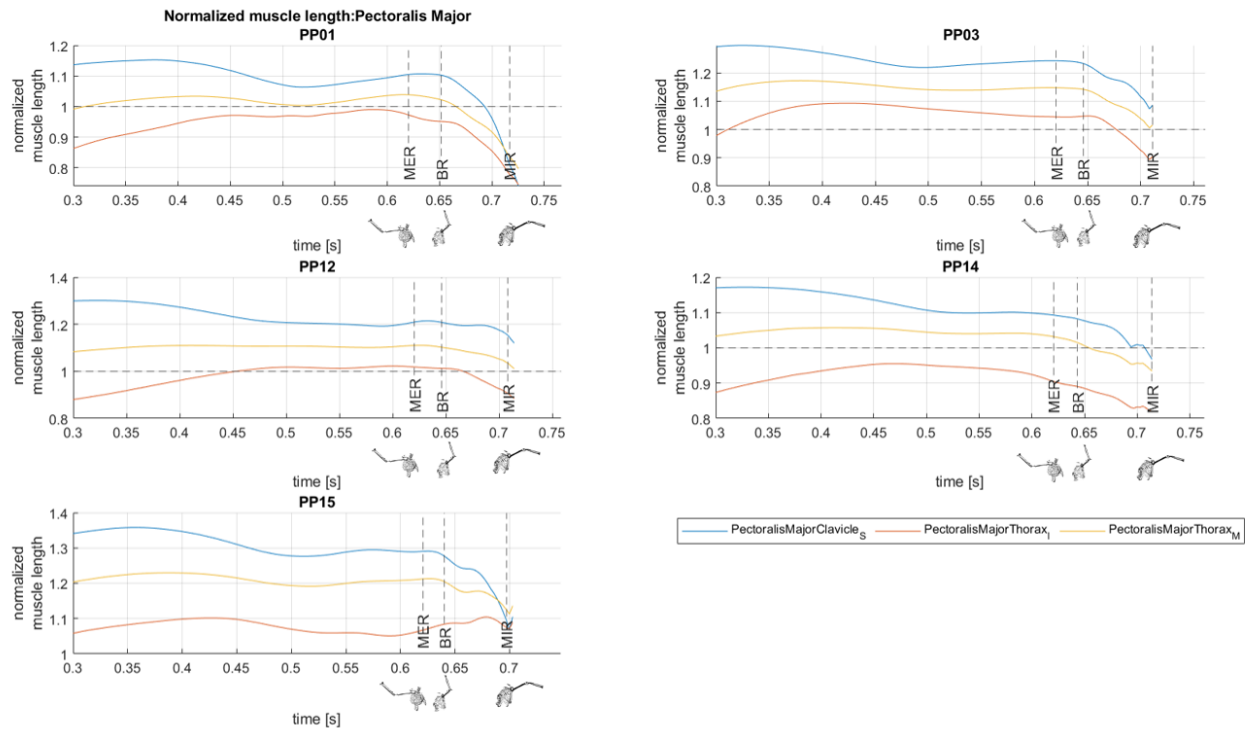 Normalized muscle length:Pectoralis Major
PP01
1.2
1.1
1
0.9
0.8
normalized
muscle length
MER
BR
MIR
0.3
0.35
0.4
0.45
0.5
0.55
0.6
0.65
0.7
0.75
time [s]
PP03
1.2
1.1
1
0.9
0.8
normalized
muscle length
MER
BR
MIR
0.3
0.35
0.4
0.45
0.5
0.55
0.6
0.65
0.7
0.75
time [s]
PP12
1.4
1.2
1
0.8
normalized
muscle length
MER
BR
MIR
0.3
0.35
0.4
0.45
0.5
0.55
0.6
0.65
0.7
0.75
time [s]
PP14
1.2
1.1
1
0.9
0.8
normalized
muscle length
MER
BR
MIR
0.3
0.35
0.4
0.45
0.5
0.55
0.6
0.65
0.7
0.75
time [s]
PP15
1.4
1.3
1.2
1.1
1
normalized
muscle length
MER
BR
MIR
0.3
0.35
0.4
0.45
0.5
0.55
0.6
0.65
0.7
time [s]
PectoralisMajorClavicle_S PectoralisMajorThorax_I PectoralisMajorThorax_M